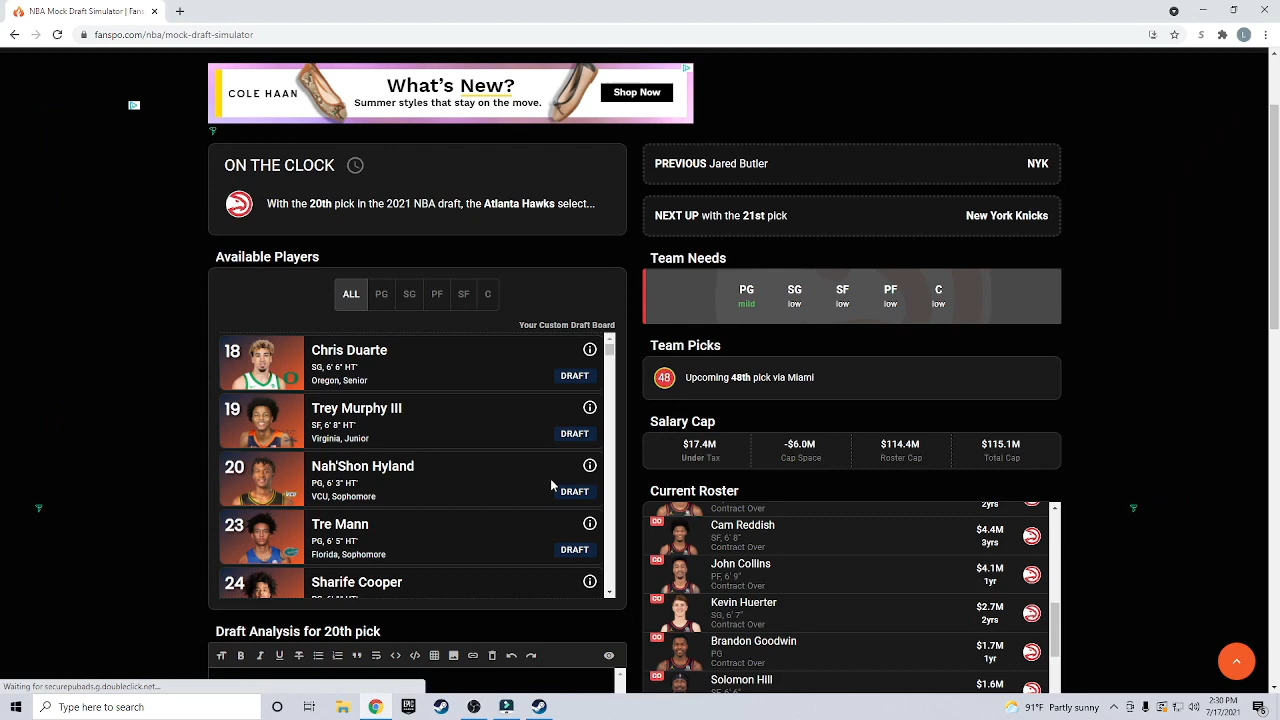 NBA Mock Draft Simulator | Fans
fanspo.com/nba/mock-draft-simulator
COLE HAAN
What's New?
Summer styles that stay on the move.
Shop Now
ON THE CLOCK
With the 20th pick in the 2021 NBA draft, the Atlanta Hawks select...
PREVIOUS Jared Butler NYK
NEXT UP with the 21st pick New York Knicks
Available Players
ALL PG SG PF SF C
Your Custom Draft Board
18 Chris Duarte
SG, 6' 6" HT"
Oregon, Senior
DRAFT
19 Trey Murphy III
SF, 6' 8" HT"
Virginia, Junior
DRAFT
20 Nah'Shon Hyland
PG, 6' 3" HT"
VCU, Sophomore
DRAFT
23 Tre Mann
PG, 6' 5" HT"
Florida, Sophomore
DRAFT
24 Sharife Cooper
Draft Analysis for 20th pick
Team Needs
PG SG SF PF C
mild low low low low
Team Picks
48 Upcoming 48th pick via Miami
Salary Cap
$17.4M -$6.0M $114.4M $115.1M
Under Tax Cap Space Roster Cap Total Cap
Current Roster
Contract Over 2yrs
CO Cam Reddish $4.4M
SF, 6' 8" 3yrs
Contract Over
CO John Collins $4.1M
PF, 6' 9" 1yr
Contract Over
CO Kevin Huerter $2.7M
SG, 6' 7" 2yrs
Contract Over
CO Brandon Goodwin $1.7M
PG 1yr
Contract Over
CO Solomon Hill $1.6M
SF, 6' 6"
Waiting for securepubads.g.doubleclick.net...
Type here to search
91°F Partly sunny
2:30 PM
7/17/2021